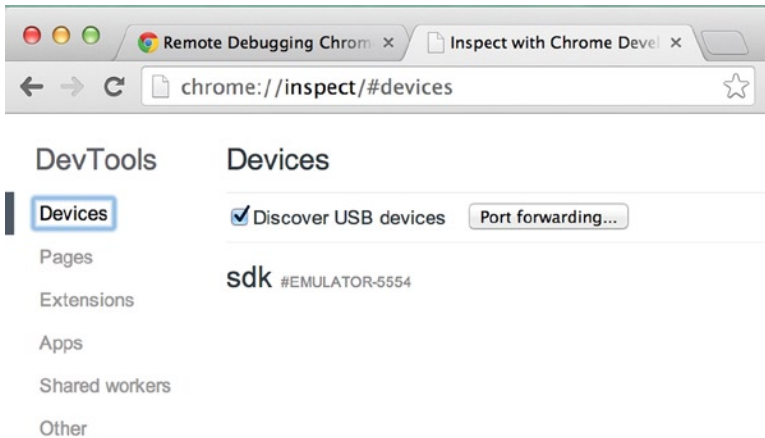 Remote Debugging Chrom Inspect with Chrome Devel
chrome://inspect/#devices
DevTools
Devices
Pages
Extensions
Apps
Shared workers
Other
Devices
Discover USB devices Port forwarding...
sdk #EMULATOR-5554